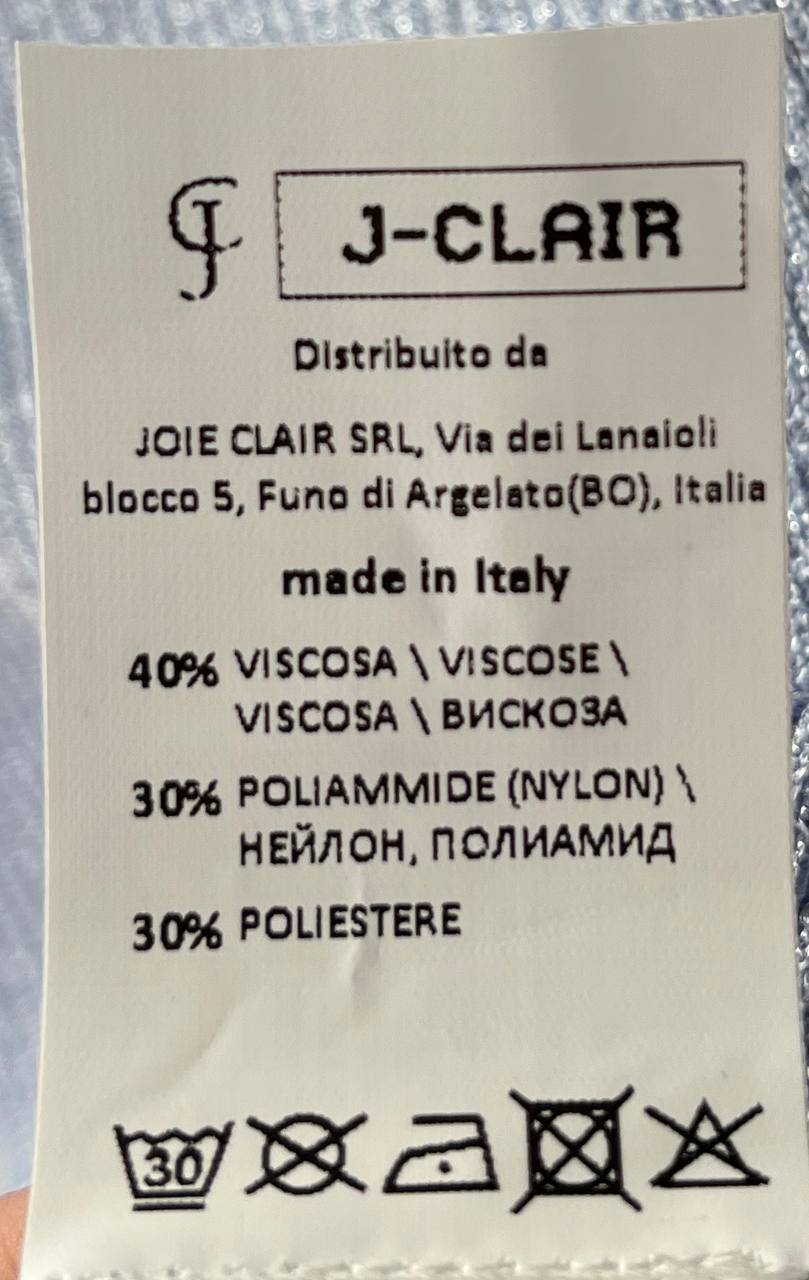 J-CLAIR
Distribuito da
JOIE CLAIR SRL, Via dei Lanaioli
blocco 5, Funo di Argelato(BO), Italia
made in Italy
40% VISCOSA \ VISCOSE \
VISCOSA \ ВИСКОЗА
30% POLIAMMIDE (NYLON) \
НЕЙЛОН, ПОЛИАМИД
30% POLIESTERE
30